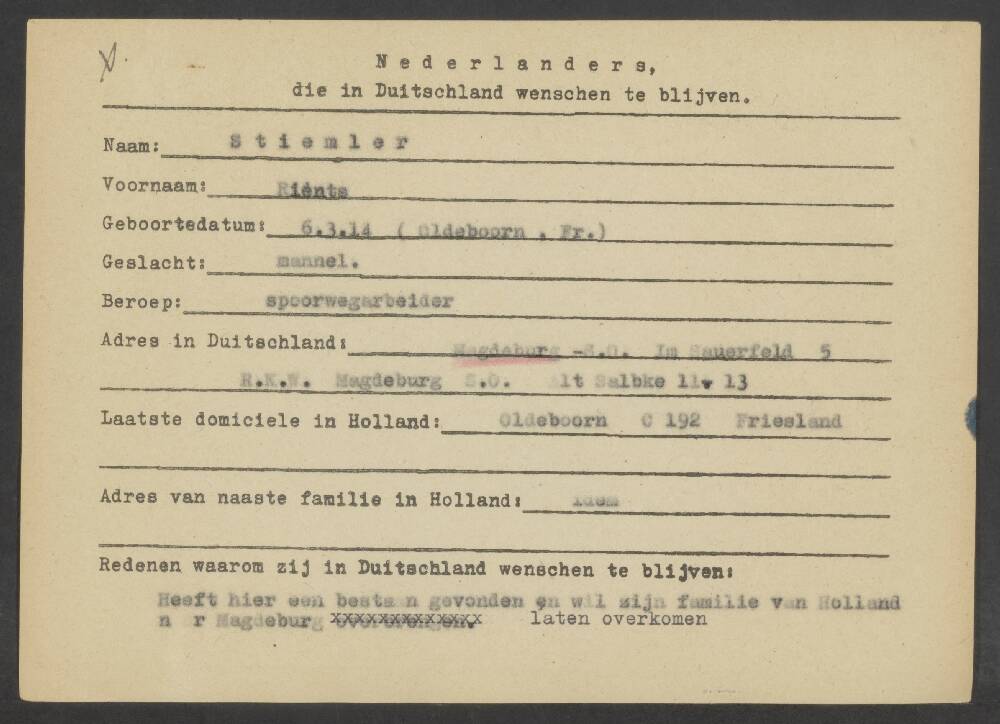 N e d e r l a n d e r s,
die in Duitschland wenschen te blijven.
Naam: S t i e m l e r
Voornaam: Rients
Geboortedatum: 6.3.14 ( Oldeboorn . Fr.)
Geslacht: mannel.
Beroep: spoorwegarbeider
Adres in Duitschland: Magdeburg -S.O. Im Sauerfeld 5
R.K.W. Magdeburg S.O. Alt Salbke 11- 13
Laatste domiciele in Holland: Oldeboorn C 192 Friesland
Adres van naaste familie in Holland: idem
Redenen waarom zij in Duitschland wenschen te blijven:
Heeft hier een bestaan gevonden en wil zijn familie van Holland
naar Magdeburg laten overkomen